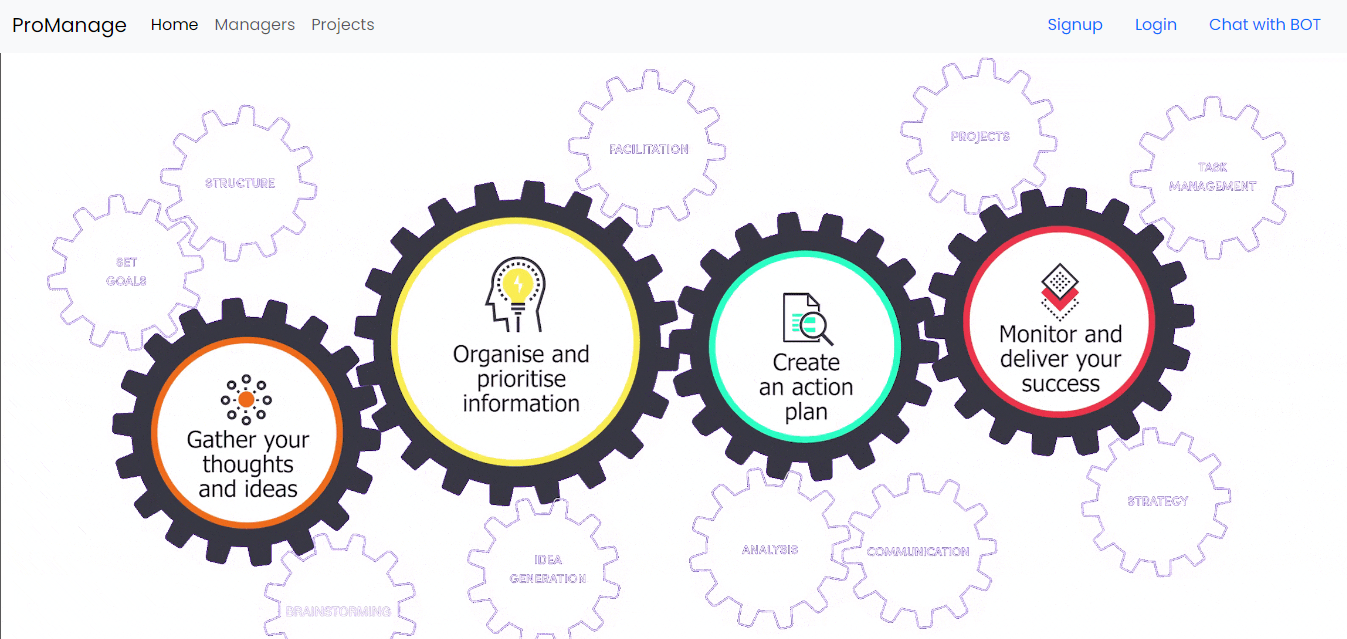 ProManage Home Managers Projects Signup Login Chat with BOT
FACILITATION
PROJECTS
TASK
MANAGEMENT
STRUCTURE
SET
GOALS
Gather your
thoughts
and ideas
Organise and
prioritise
information
Create
an action
plan
Monitor and
deliver your
success
BRAINSTORMING
IDEA
GENERATION
ANALYSIS
COMMUNICATION
STRATEGY